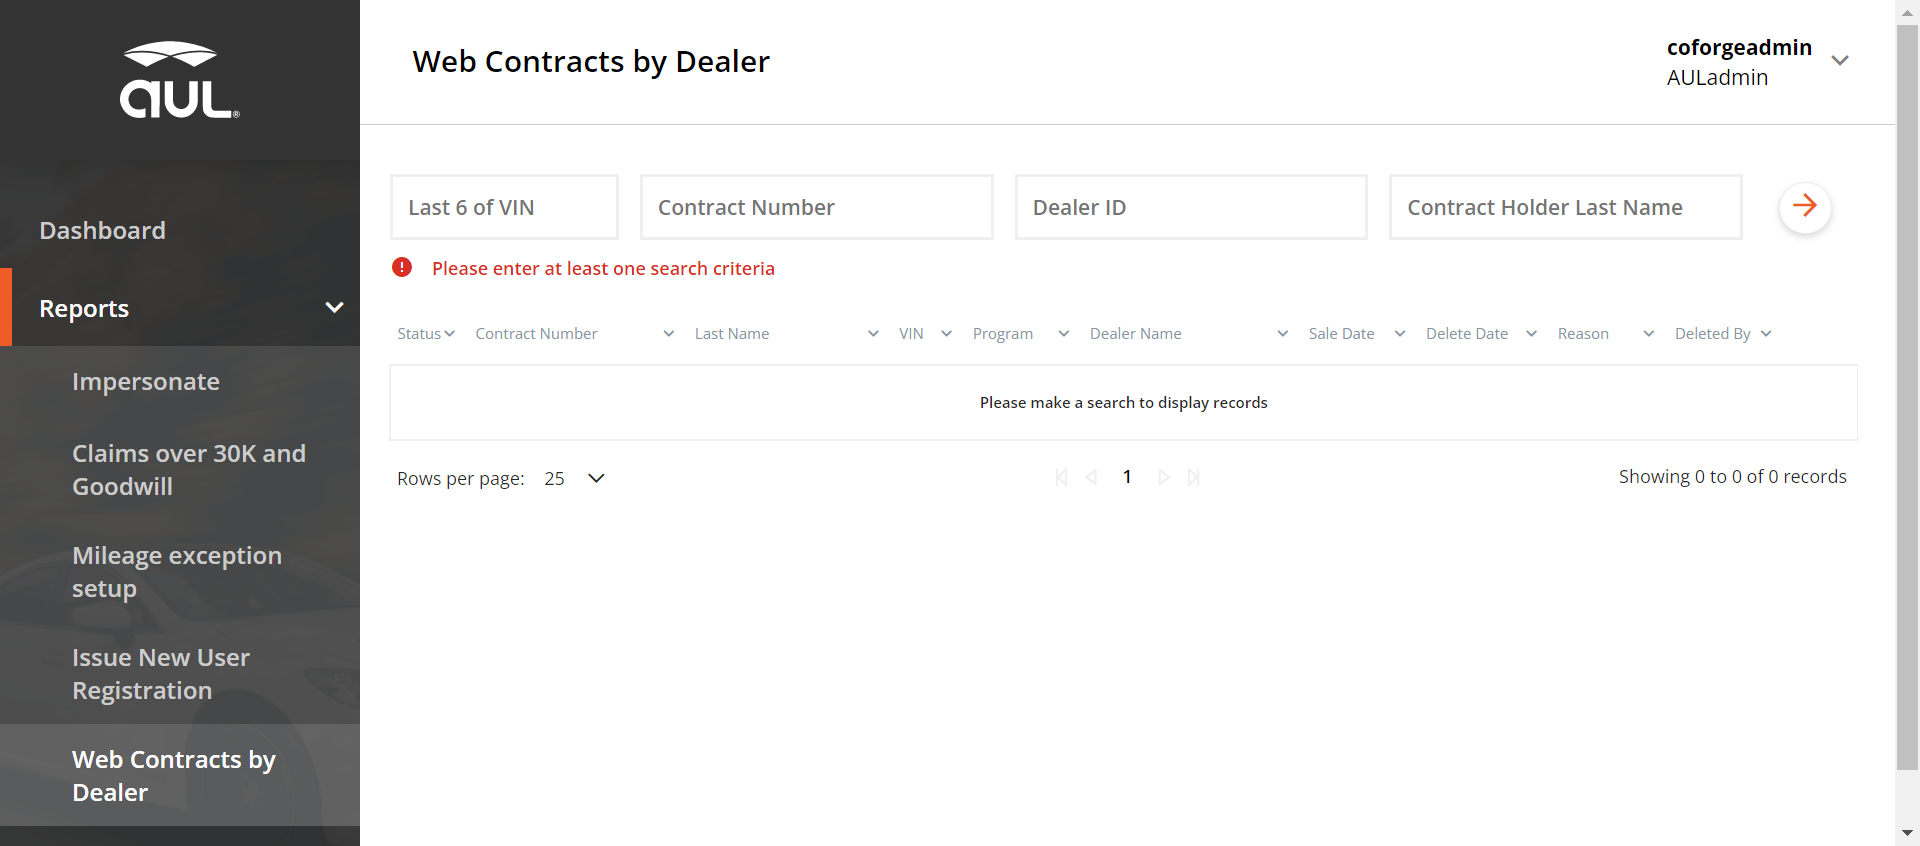 aUL®
Dashboard
Reports
Impersonate
Claims over 30K and
Goodwill
Mileage exception
setup
Issue New User
Registration
Web Contracts by
Dealer
Web Contracts by Dealer
coforgeadmin
AULadmin
Last 6 of VIN Contract Number Dealer ID Contract Holder Last Name
! Please enter at least one search criteria
Status Contract Number Last Name VIN Program Dealer Name Sale Date Delete Date Reason Deleted By
Please make a search to display records
Rows per page: 25 1 Showing 0 to 0 of 0 records